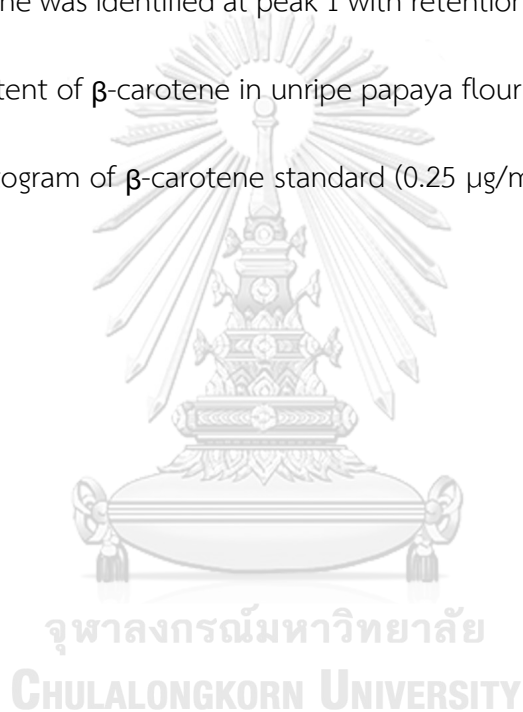 ne was identified at peak 1 with retention
tent of β-carotene in unripe papaya flour
ogram of β-carotene standard (0.25 µg/m
จุฬาลงกรณ์มหาวิทยาลัย
CHULALONGKORN UNIVERSITY